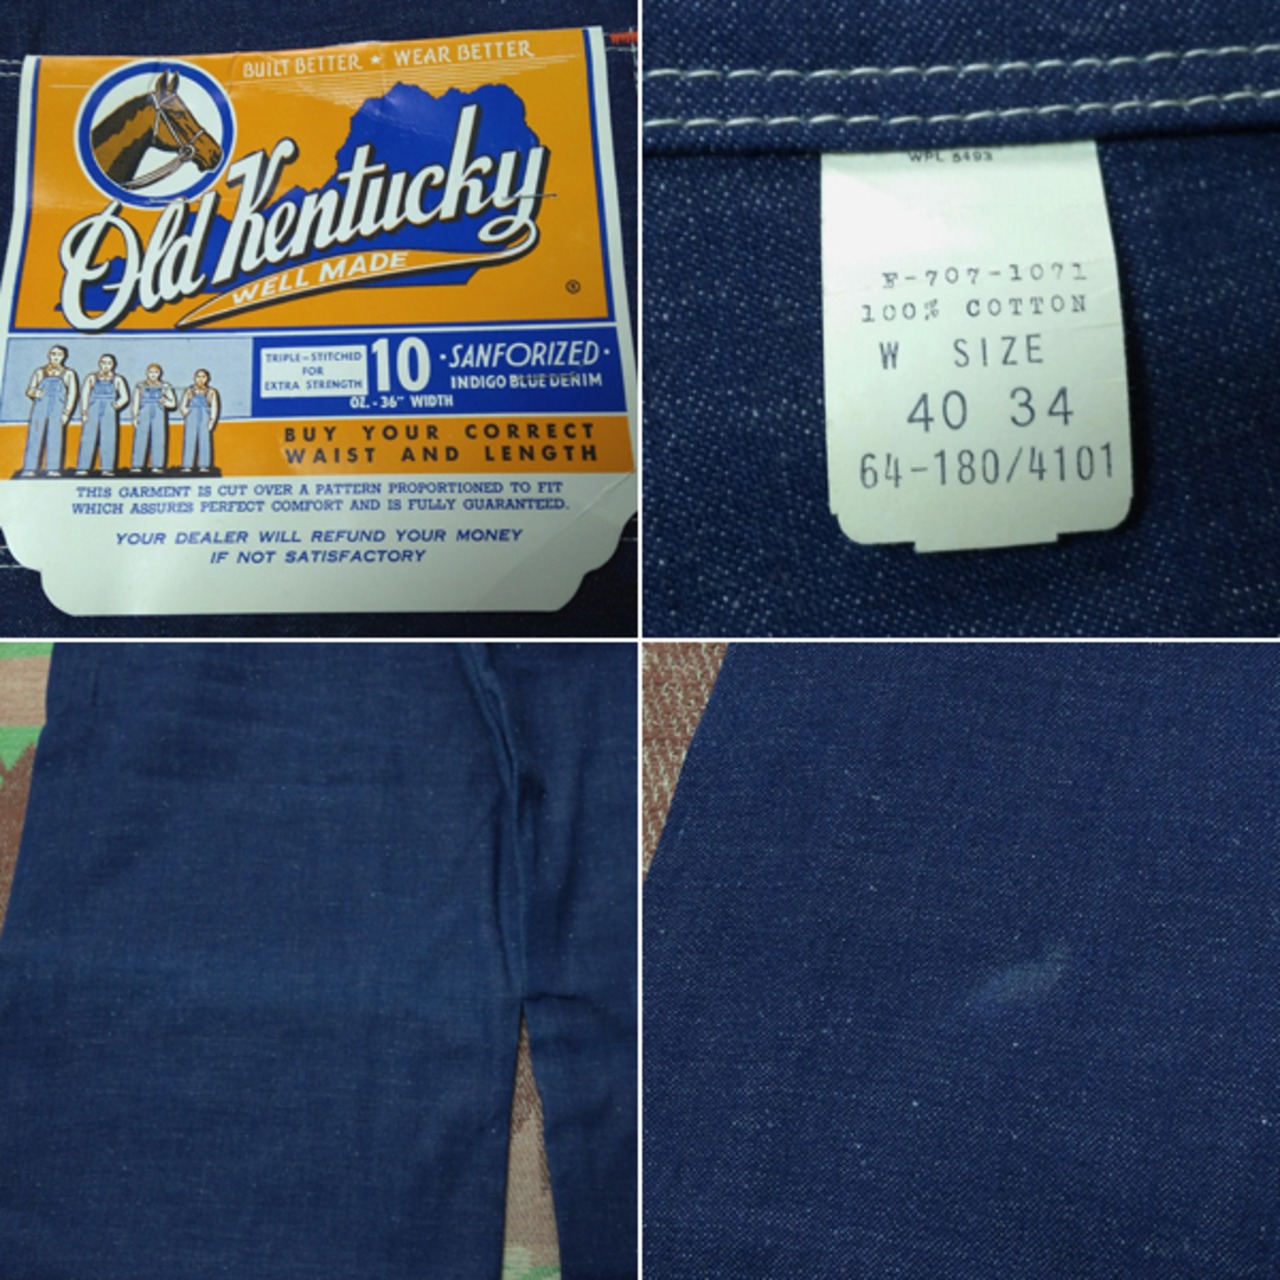 BUILT BETTER ★ WEAR BETTER
Old Kentucky
WELL MADE
®
TRIPLE-STITCHED
FOR
EXTRA STRENGTH
10 · SANFORIZED ·
INDIGO BLUE DENIM
OZ. - 36" WIDTH
BUY YOUR CORRECT
WAIST AND LENGTH
THIS GARMENT IS CUT OVER A PATTERN PROPORTIONED TO FIT
WHICH ASSURES PERFECT COMFORT AND IS FULLY GUARANTEED.
YOUR DEALER WILL REFUND YOUR MONEY
IF NOT SATISFACTORY
WPL 5493
F-707-1071
100% COTTON
W SIZE
40 34
64-180/4101